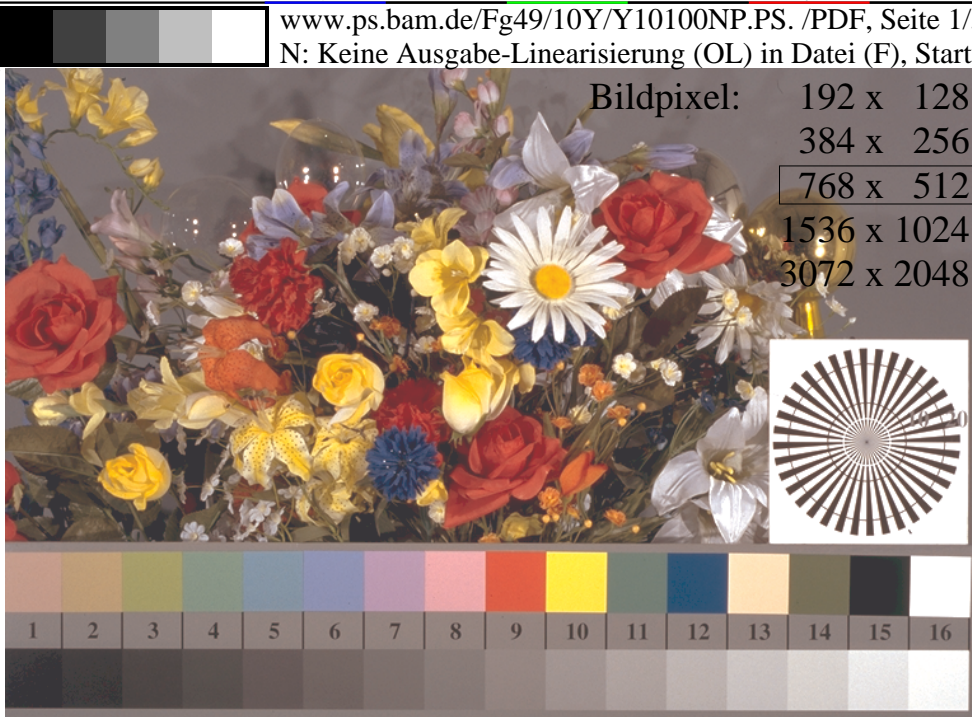 www.ps.bam.de/Fg49/10Y/Y10100NP.PS. /PDF, Seite 1/
N: Keine Ausgabe-Linearisierung (OL) in Datei (F), Start
Bildpixel: 192 x 128
384 x 256
768 x 512
1536 x 1024
3072 x 2048
10 20
1 2 3 4 5 6 7 8 9 10 11 12 13 14 15 16